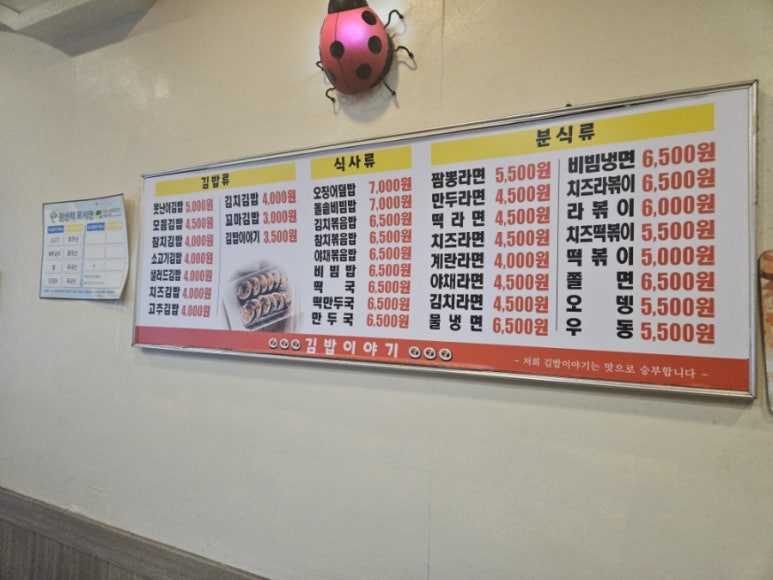 김밥류
못난이김밥 5,000원
모듬김밥 4,500원
참치김밥 4,000원
소고기김밥 4,000원
샐러드김밥 4,000원
치즈김밥 4,000원
고추김밥 4,000원
김치김밥 4,000원
꼬마김밥 3,000원
김밥이야기 3,500원
식사류
오징어덮밥 7,000원
돌솥비빔밥 7,000원
김치볶음밥 6,500원
참치볶음밥 6,500원
야채볶음밥 6,500원
비빔밥 6,500원
떡국 6,500원
떡만두국 6,500원
만두국 6,500원
분식류
짬뽕라면 5,500원
만두라면 4,500원
떡라면 4,500원
치즈라면 4,500원
계란라면 4,000원
야채라면 4,500원
김치라면 4,500원
물냉면 6,500원
비빔냉면 6,500원
치즈라볶이 6,500원
라볶이 6,000원
치즈떡볶이 5,500원
떡볶이 5,000원
쫄면 6,500원
오뎅 5,500원
우동 5,500원
김밥이야기
- 저희 김밥이야기는 맛으로 승부합니다 -